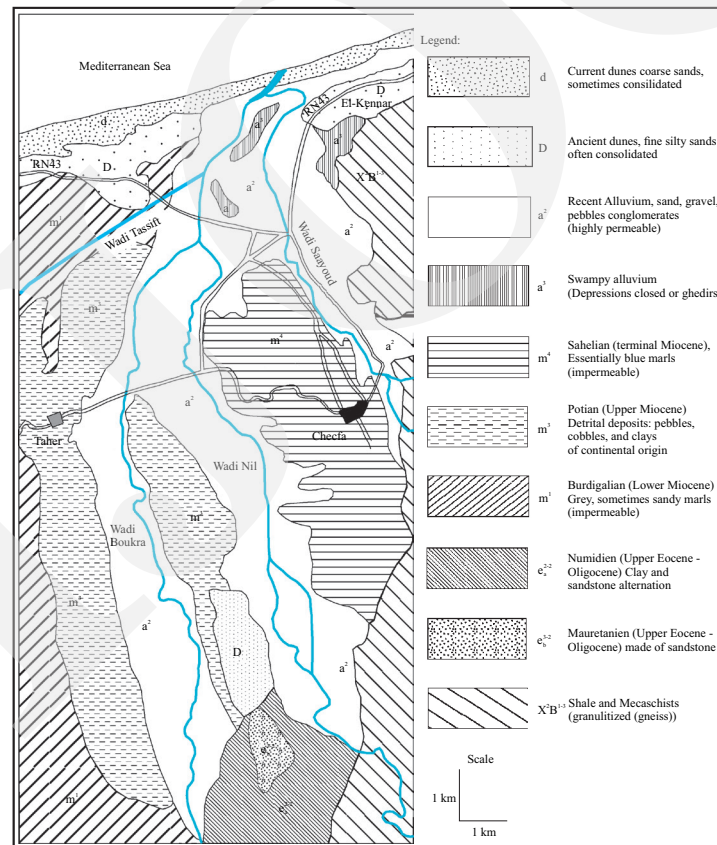 Mediterranean Sea
d
RN43
D
RN43
D
El-Kennar
a³
a³
X²B¹⁻³
a²
a³
a²
m¹
Wadi Tassift
Wadi Saayoud
m³
m⁴
a²
a²
Taher
Checfa
Wadi Nil
Wadi
Boukra
m⁴
m³
a²
D
a²
m¹
Legend:
d Current dunes coarse sands,
sometimes consilidated
D Ancient dunes, fine silty sands
often consolidated
a² Recent Alluvium, sand, gravel,
pebbles conglomerates
(highly permeable)
a³ Swampy alluvium
(Depressions closed or ghedirs
m⁴ Sahelian (terminal Miocene),
Essentially blue marls
(impermeable)
m³ Potian (Upper Miocene)
Detrital deposits: pebbles,
cobbles, and clays
of continental origin
m¹ Burdigalian (Lower Miocene)
Grey, sometimes sandy marls
(impermeable)
Numidien (Upper Eocene -
Oligocene) Clay and
sandstone alternation
Mauretanien (Upper Eocene -
Oligocene) made of sandstone
X²B¹⁻³ Shale and Mecaschists
(granulitized (gneiss))
Scale
1 km
1 km